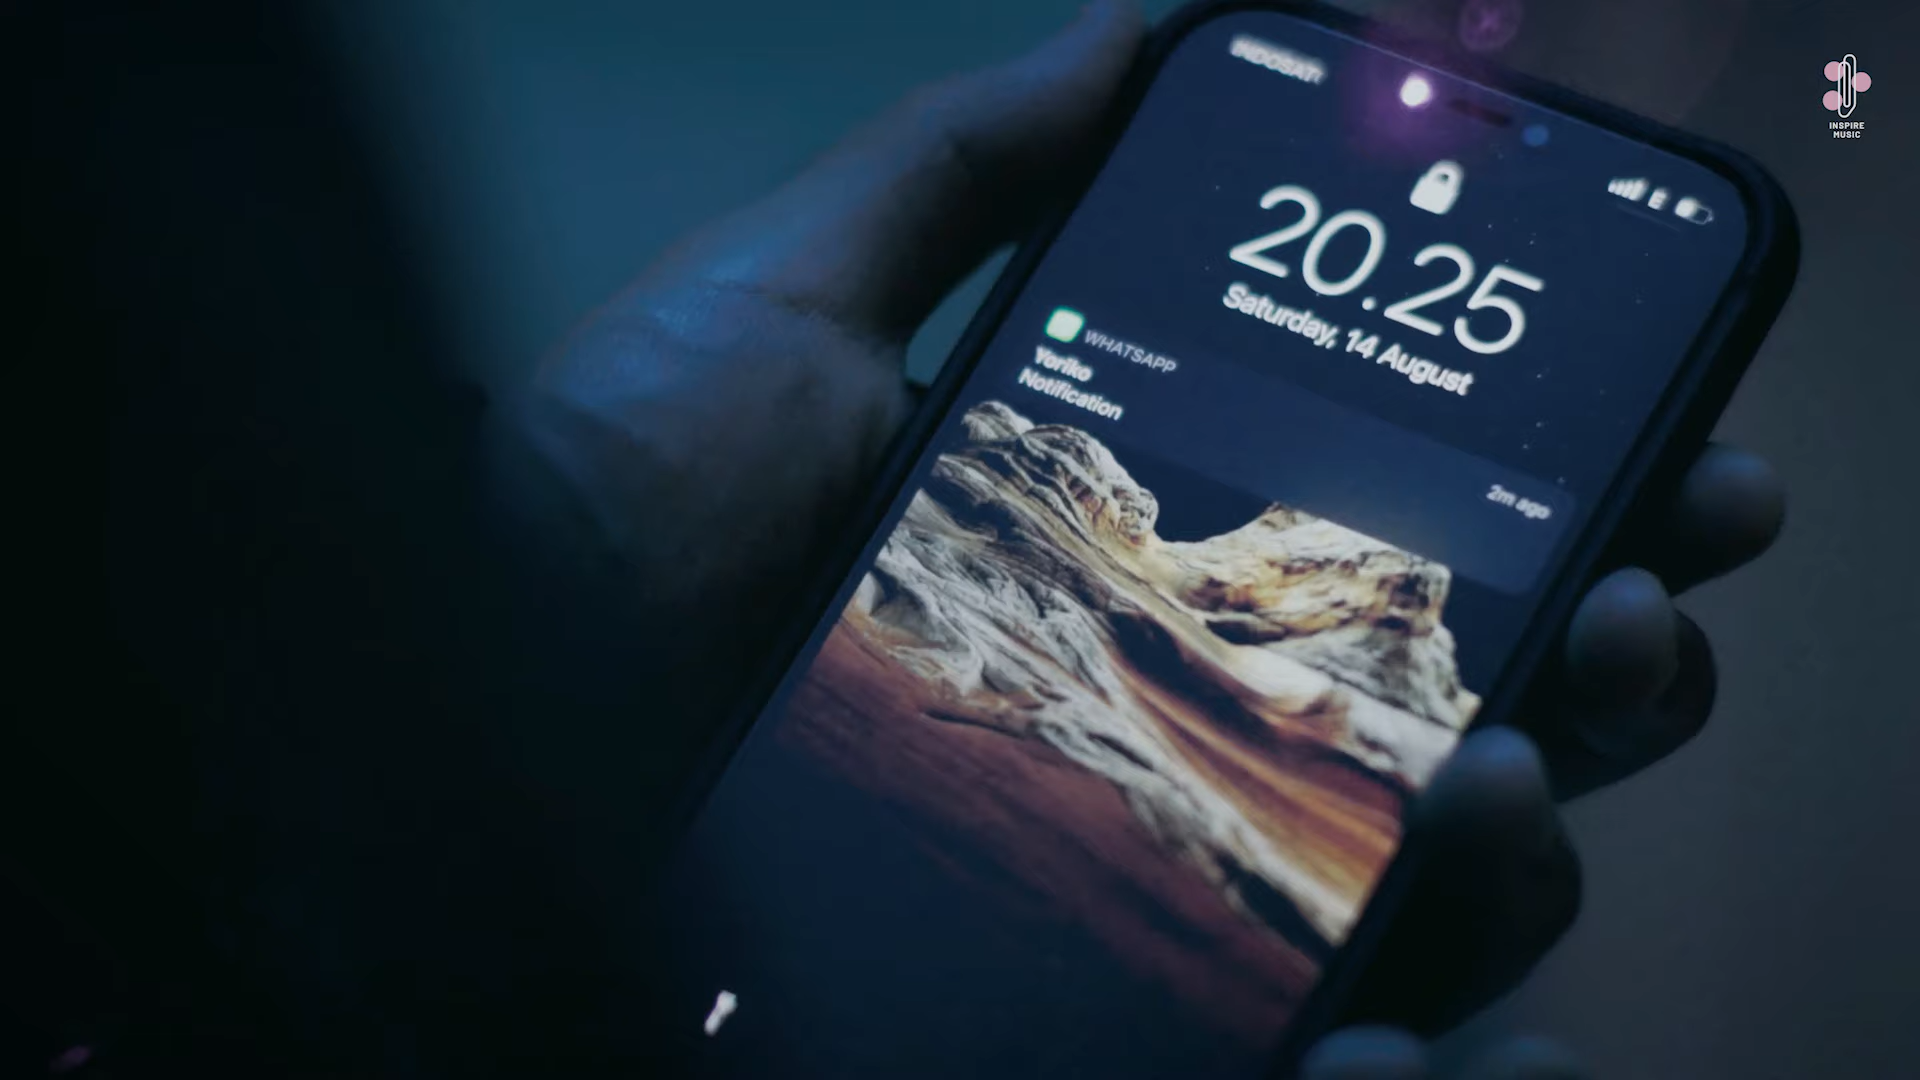 INDOSAT
20.25
Saturday, 14 August
WHATSAPP
Yoriko
Notification
2m ago
INSPIRE
MUSIC